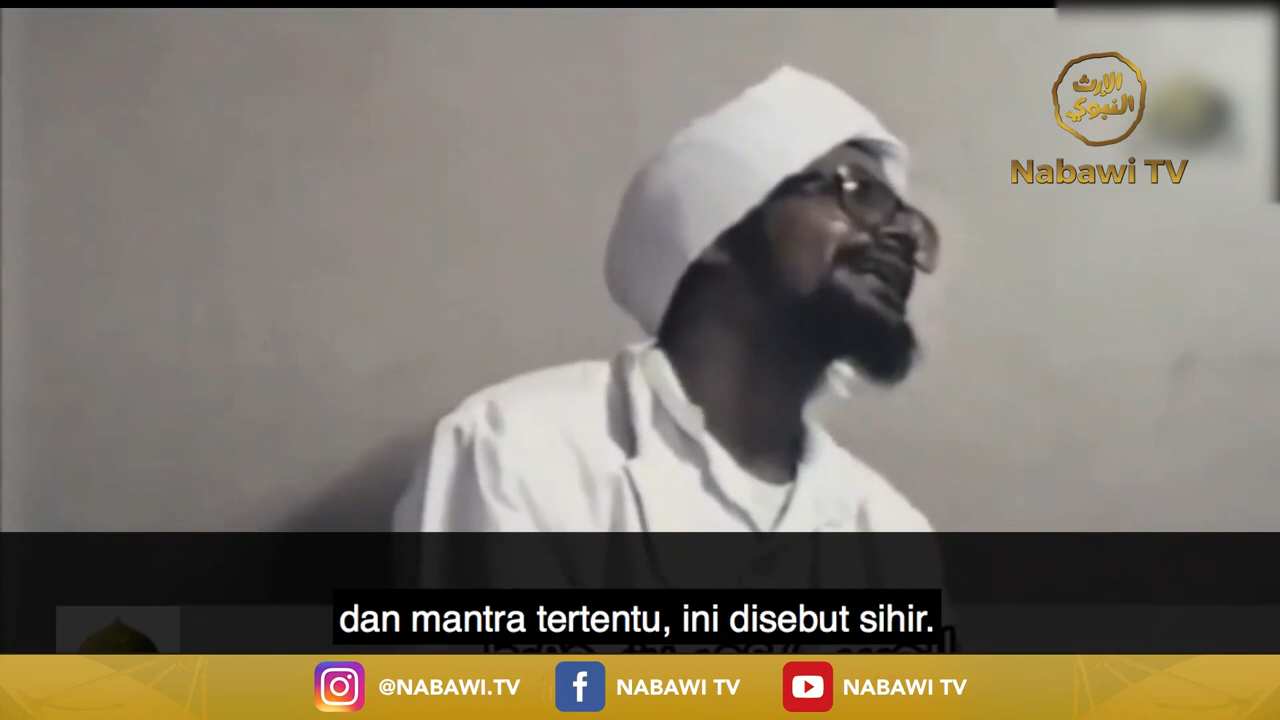 الإرث
النبوي
Nabawi TV
dan mantra tertentu, ini disebut sihir.
@NABAWI.TV
NABAWI TV
NABAWI TV